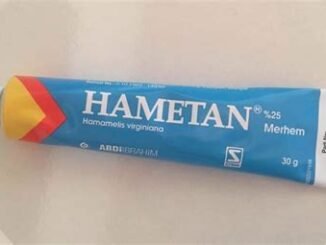 HAMETAN®
%25
Hamamelis virginiana
Merhem
ABDİ İBRAHİM
30 g